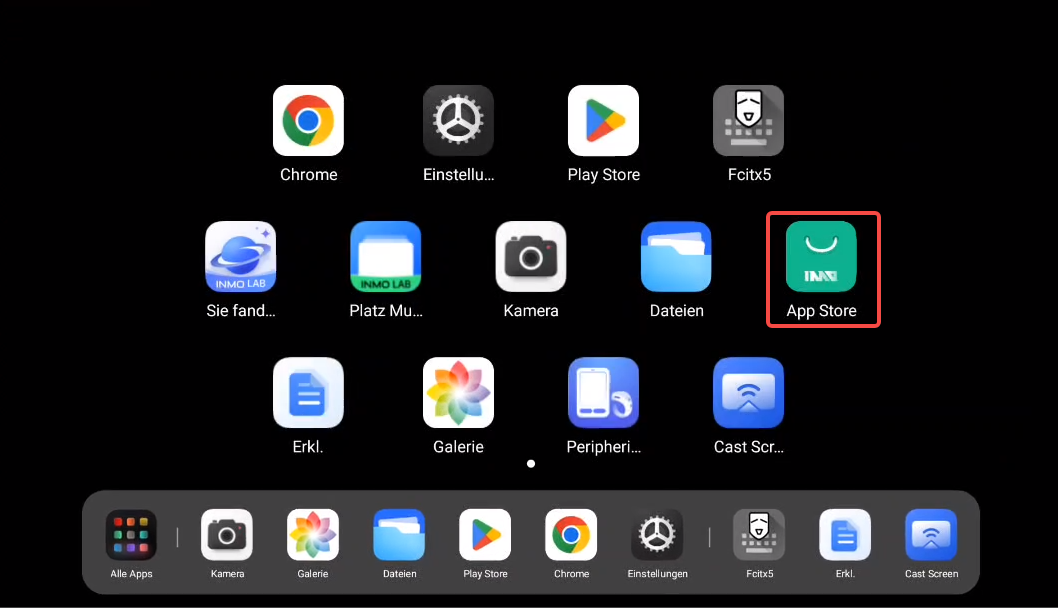 Chrome
Einstellu...
Play Store
Fcitx5
INMO LAB
INMO LAB
INMO
Sie fand...
Platz Mu...
Kamera
Dateien
App Store
Erkl.
Galerie
Peripheri...
Cast Scr...
Alle Apps
Kamera
Galerie
Dateien
Play Store
Chrome
Einstellungen
Fcitx5
Erkl.
Cast Screen